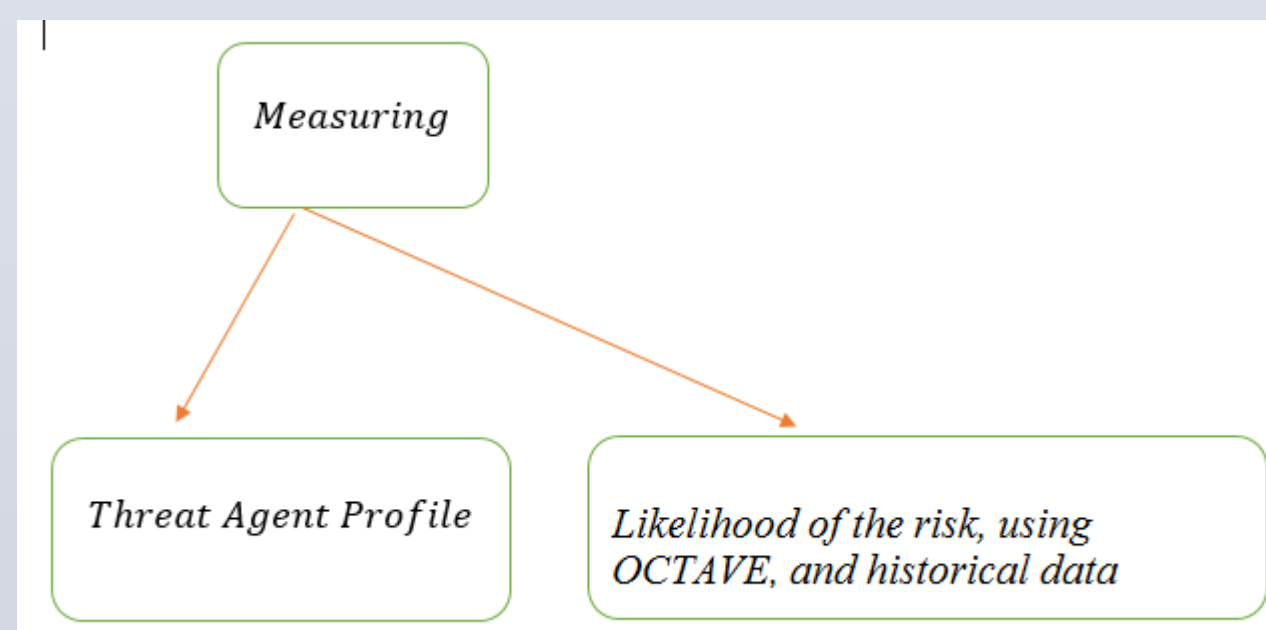 Measuring
Threat Agent Profile
Likelihood of the risk, using
OCTAVE, and historical data